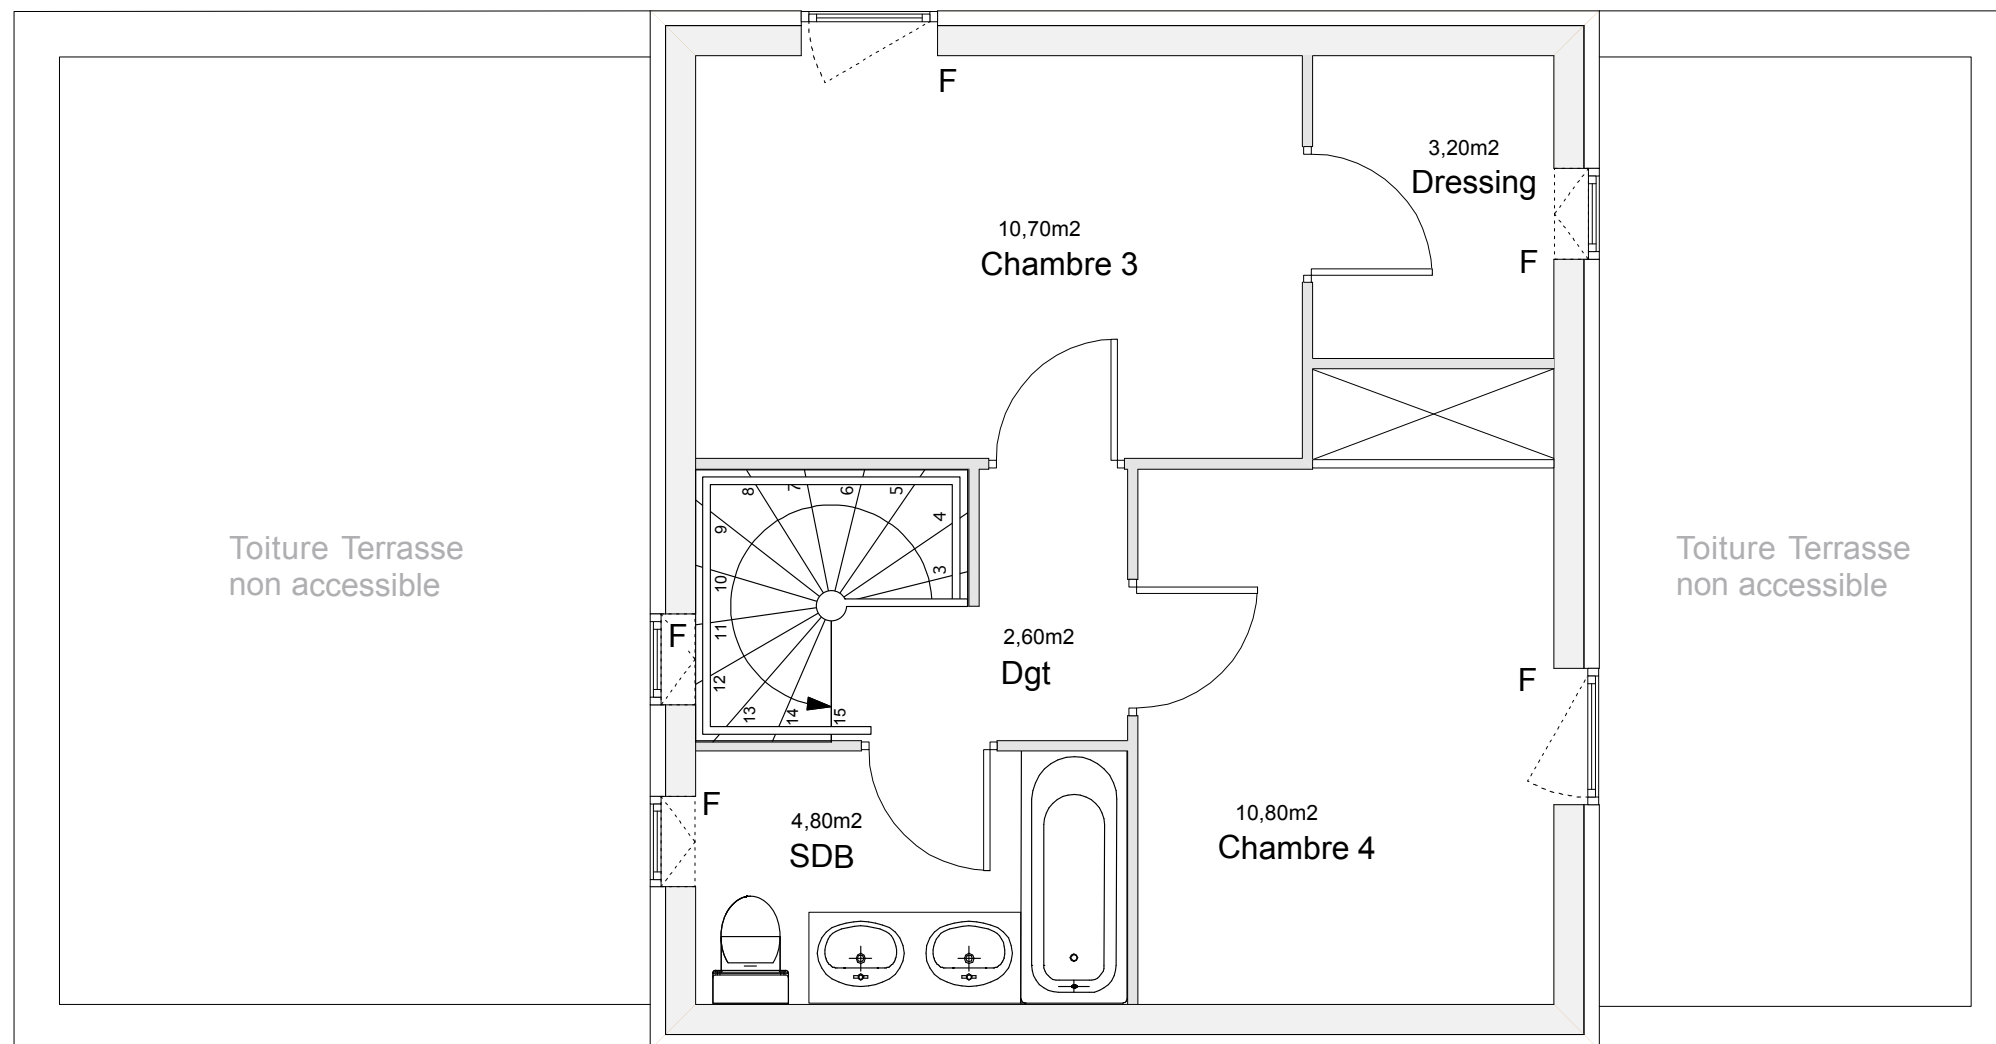 F
3,20m2
Dressing
F
10,70m2
Chambre 3
8
7
6
5
4
9
3
10
11
12
13
14
15
Toiture Terrasse
non accessible
Toiture Terrasse
non accessible
F
2,60m2
Dgt
F
F
4,80m2
SDB
10,80m2
Chambre 4